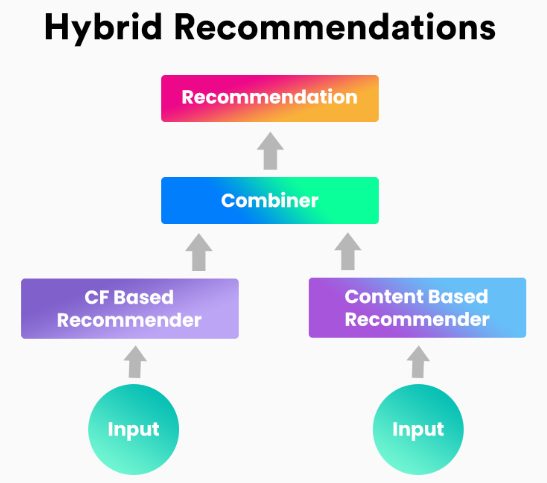 Hybrid Recommendations
Recommendation
Combiner
CF Based
Recommender
Content Based
Recommender
Input
Input